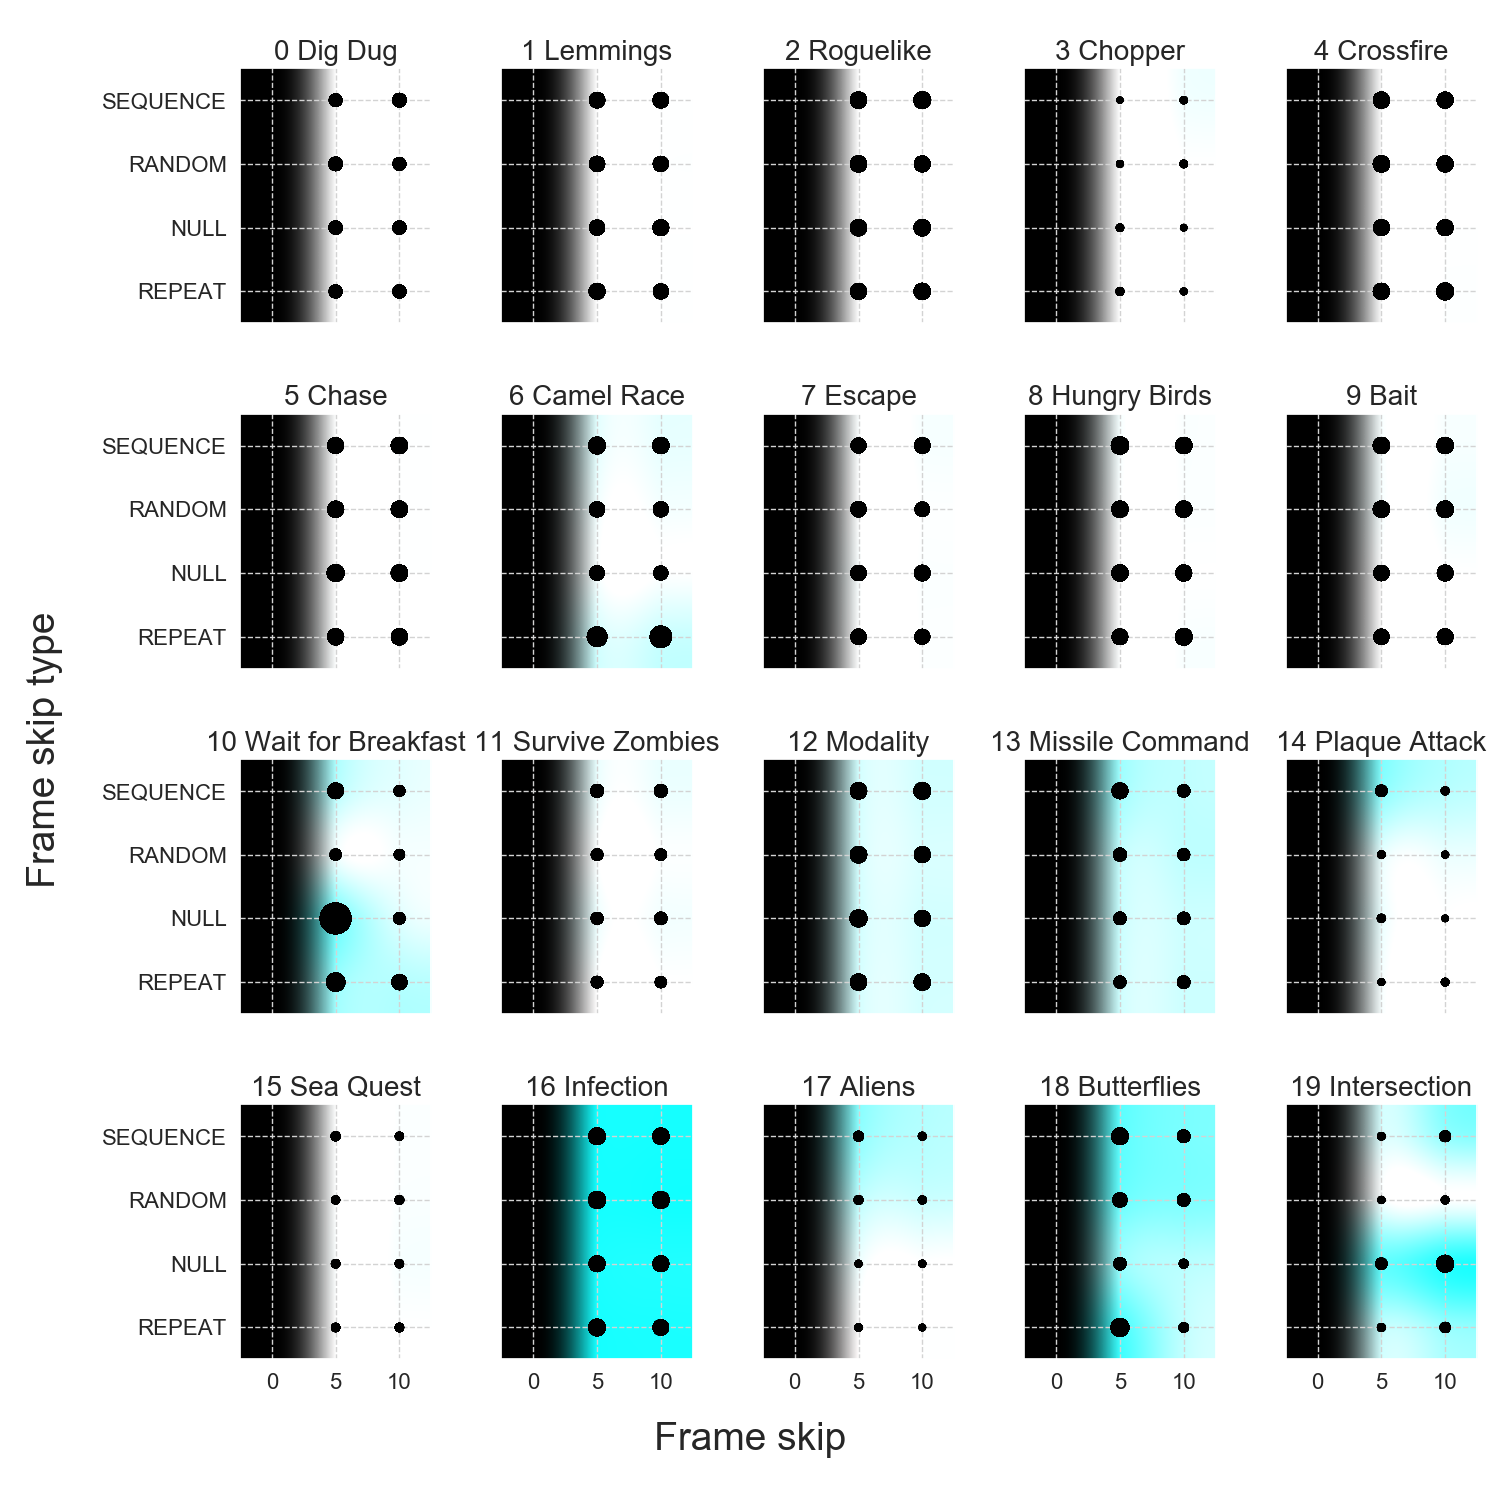 0 Dig Dug
1 Lemmings
2 Roguelike
3 Chopper
4 Crossfire
SEQUENCE
RANDOM
NULL
REPEAT
5 Chase
6 Camel Race
7 Escape
8 Hungry Birds
9 Bait
SEQUENCE
RANDOM
NULL
REPEAT
Frame skip type
10 Wait for Breakfast
11 Survive Zombies
12 Modality
13 Missile Command
14 Plaque Attack
SEQUENCE
RANDOM
NULL
REPEAT
15 Sea Quest
16 Infection
17 Aliens
18 Butterflies
19 Intersection
SEQUENCE
RANDOM
NULL
REPEAT
0 5 10
0 5 10
0 5 10
0 5 10
0 5 10
Frame skip